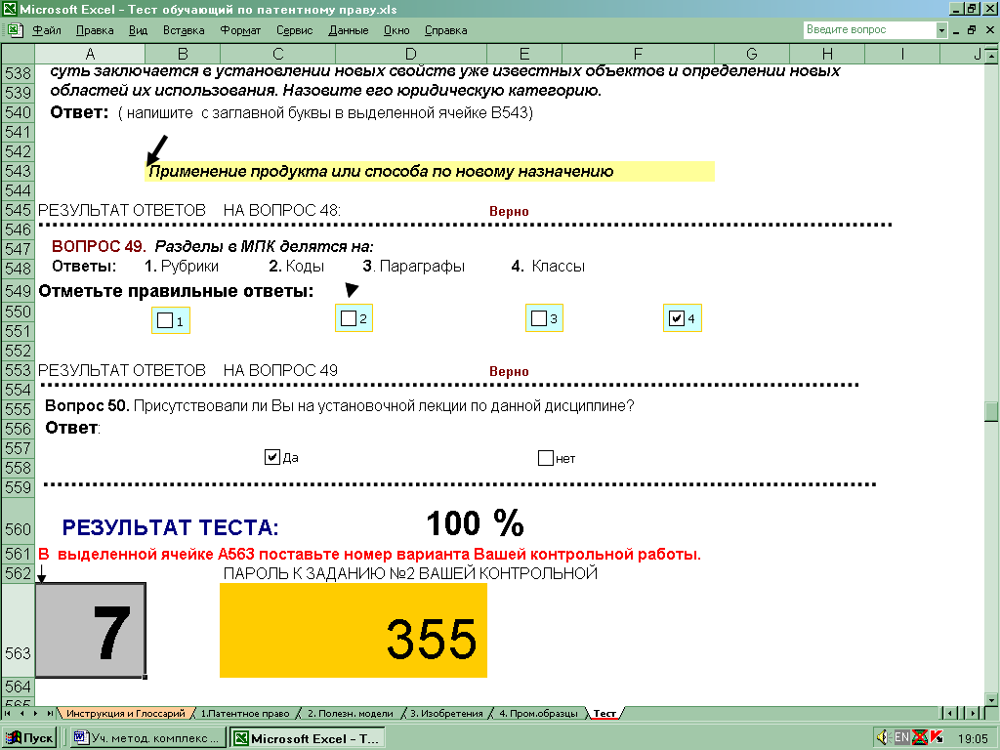 Microsoft Excel - Тест обучающий по патентному праву.xls
Файл Правка Вид Вставка Формат Сервис Данные Окно Справка Введите вопрос
A B C D E F G H I J
538 суть заключается в установлении новых свойств уже известных объектов и определении новых
539 областей их использования. Назовите его юридическую категорию.
540 Ответ: ( напишите с заглавной буквы в выделенной ячейке B543)
541
542
543 Применение продукта или способа по новому назначению
544
545 РЕЗУЛЬТАТ ОТВЕТОВ НА ВОПРОС 48: Верно
546
547 ВОПРОС 49. Разделы в МПК делятся на:
548 Ответы: 1. Рубрики 2. Коды 3. Параграфы 4. Классы
549 Отметьте правильные ответы:
550 1 2 3 4
551
552
553 РЕЗУЛЬТАТ ОТВЕТОВ НА ВОПРОС 49 Верно
554
555 Вопрос 50. Присутствовали ли Вы на установочной лекции по данной дисциплине?
556 Ответ:
557 Да нет
558
559
560 РЕЗУЛЬТАТ ТЕСТА: 100 %
561 В выделенной ячейке А563 поставьте номер варианта Вашей контрольной работы.
562 ПАРОЛЬ К ЗАДАНИЮ №2 ВАШЕЙ КОНТРОЛЬНОЙ
563 7 355
564
565
Инструкция и Глоссарий 1.Патентное право 2. Полезн. модели 3. Изобретения 4. Пром.образцы Тест
Пуск Уч. метод. комплекс ... Microsoft Excel - Т... EN 19:05